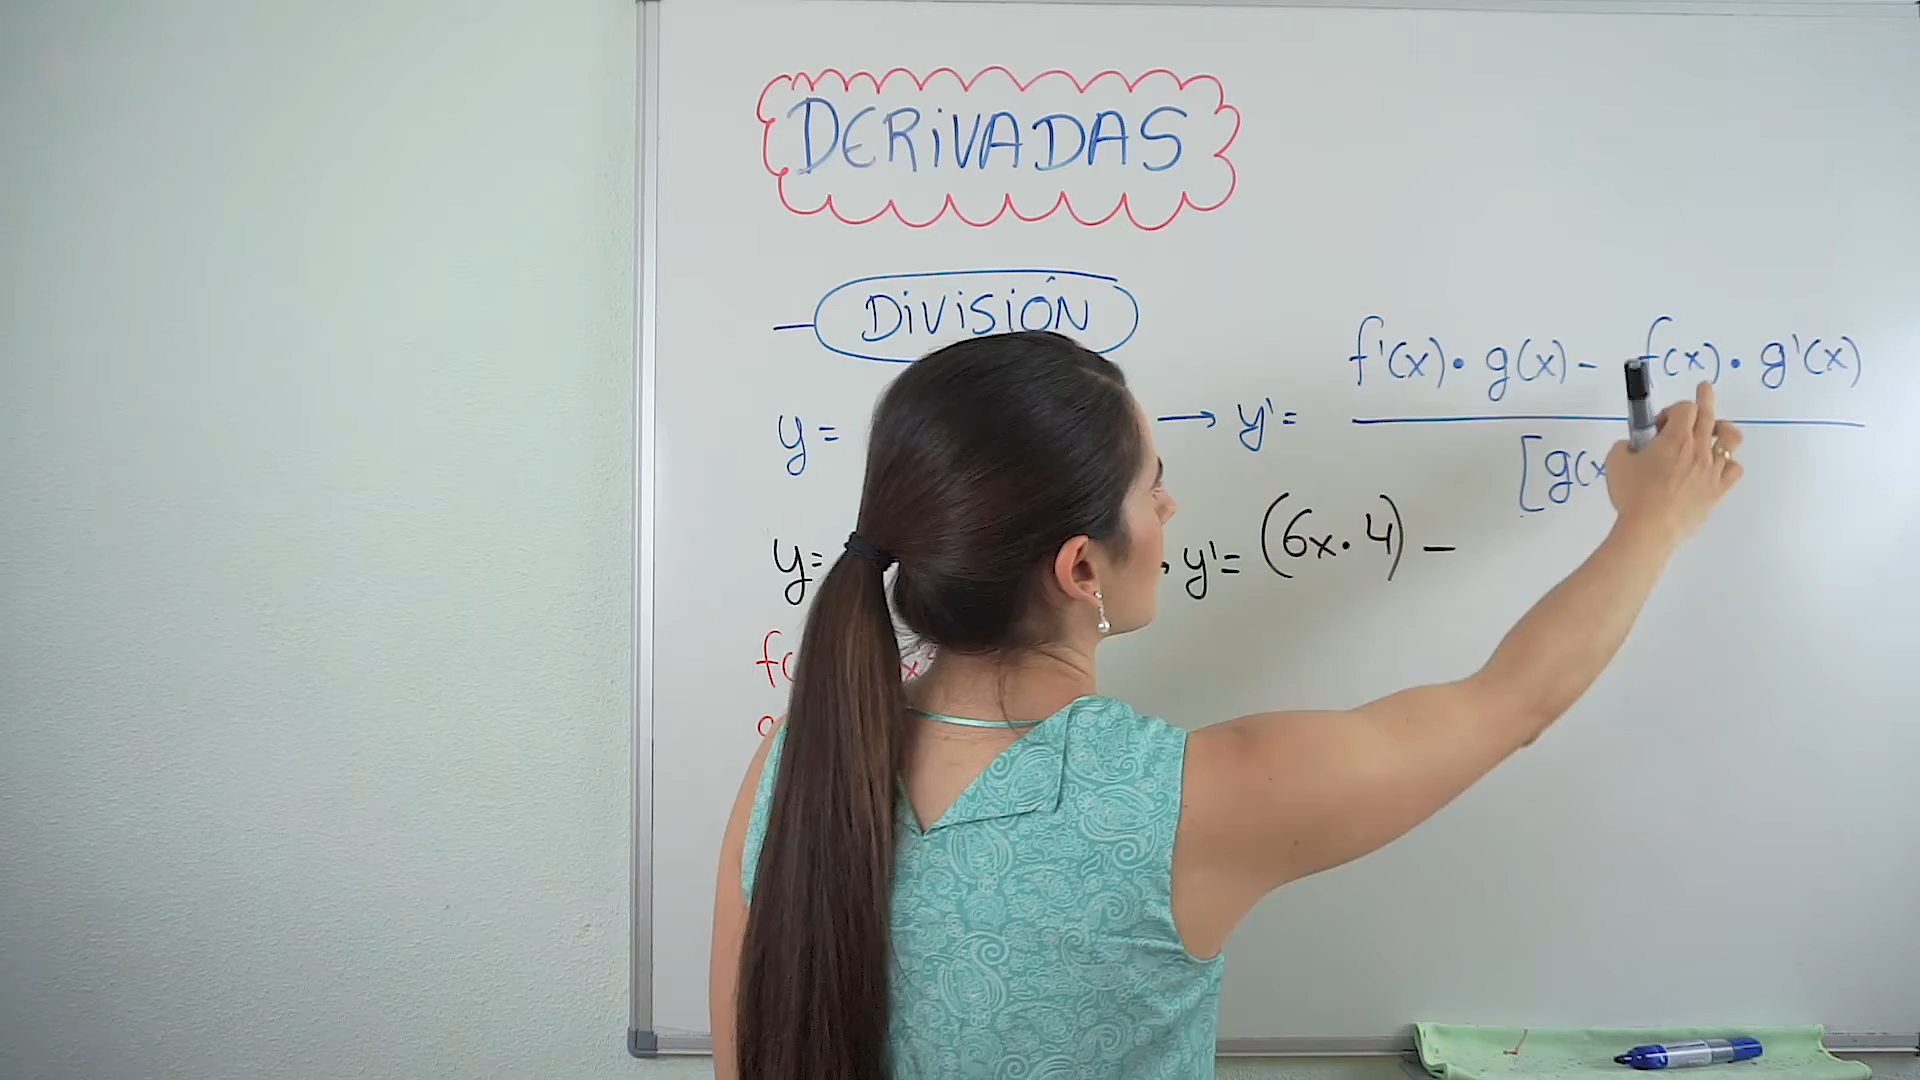 DERiVADAS
DiViSiÓN
f'(x) · g(x) - f(x) · g'(x)
y = → y' =
[g(x
y = y' = (6x · 4) -